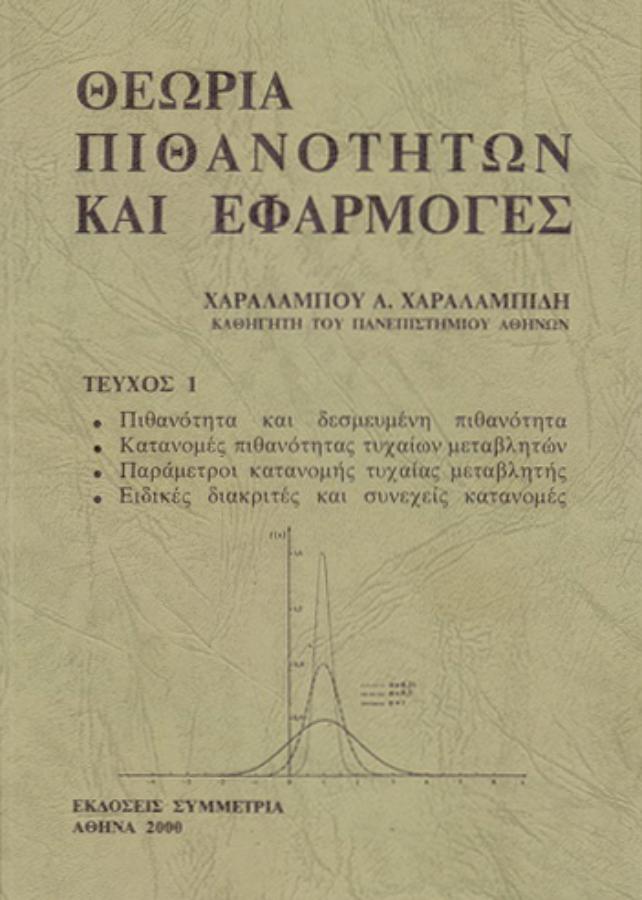 ΘΕΩΡΙΑ
ΠΙΘΑΝΟΤΗΤΩΝ
ΚΑΙ ΕΦΑΡΜΟΓΕΣ
ΧΑΡΑΛΑΜΠΟΥ Α. ΧΑΡΑΛΑΜΠΙΔΗ
ΚΑΘΗΓΗΤΗ ΤΟΥ ΠΑΝΕΠΙΣΤΗΜΙΟΥ ΑΘΗΝΩΝ
ΤΕΥΧΟΣ 1
• Πιθανότητα και δεσμευμένη πιθανότητα
• Κατανομές πιθανότητας τυχαίων μεταβλητών
• Παράμετροι κατανομής τυχαίας μεταβλητής
• Ειδικές διακριτές και συνεχείς κατανομές
f(x)
ΕΚΔΟΣΕΙΣ ΣΥΜΜΕΤΡΙΑ
ΑΘΗΝΑ 2000